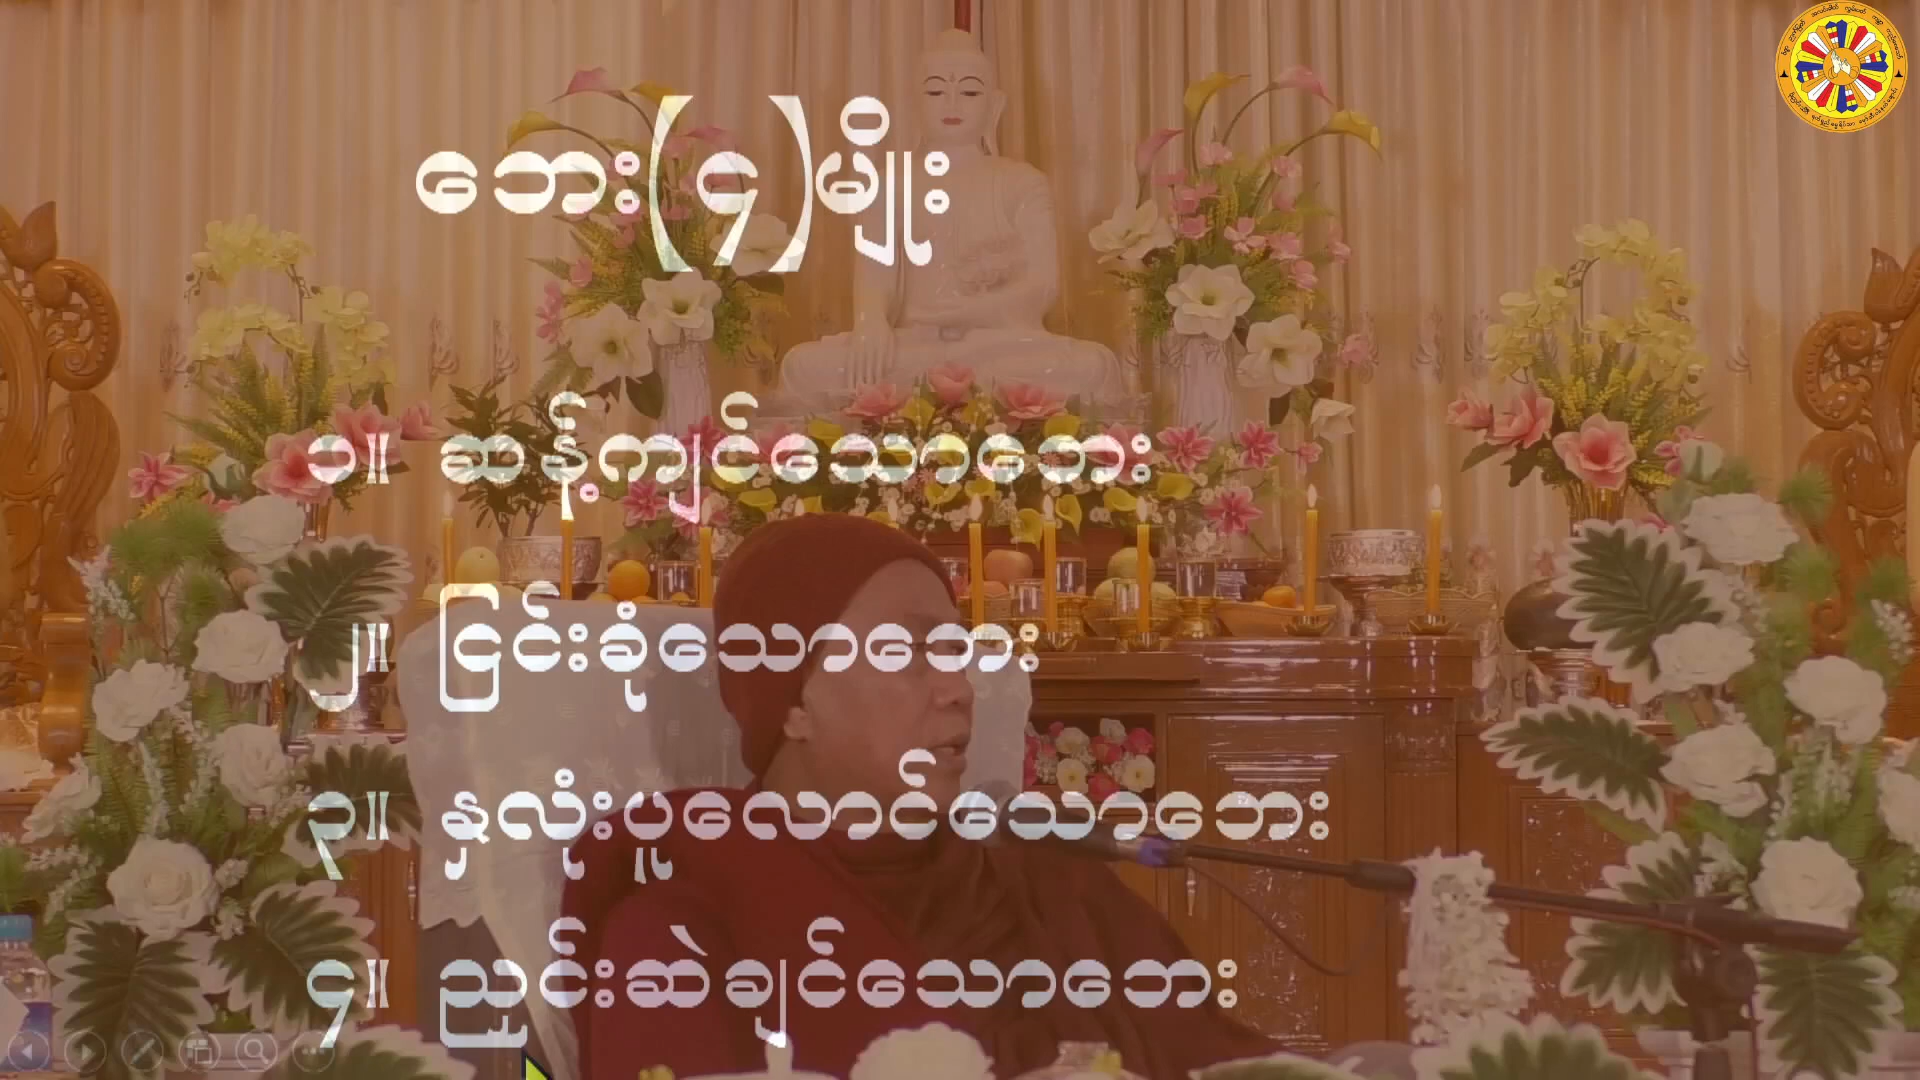 ဘေး(၄)မျိုး
၁။ ဆန့်ကျင်သောဘေး
၂။ ငြင်းခုံသောဘေး
၃။ နှလုံးပူလောင်သောဘေး
၄။ ညှင်းဆဲချင်သောဘေး